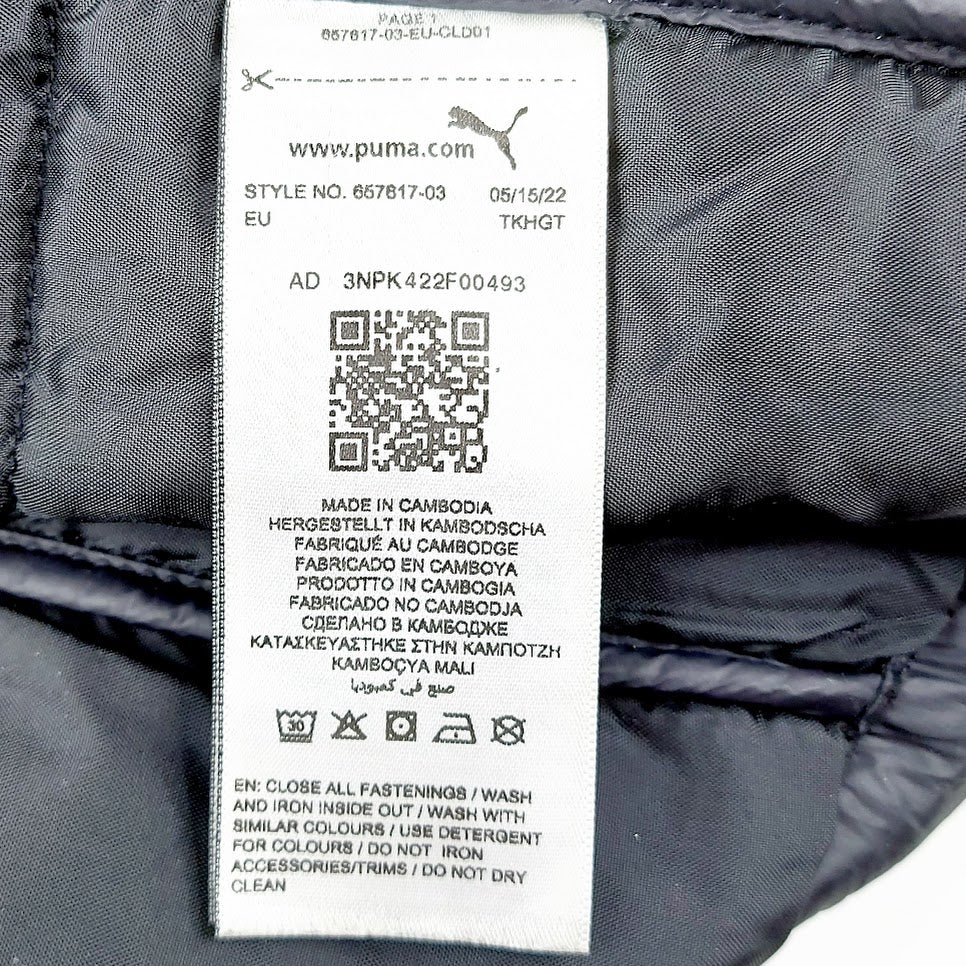 PAGE 1
657617-03-EU-CLD01
www.puma.com
STYLE NO. 657617-03 05/15/22
EU TKHGT
AD 3NPK422F00493
MADE IN CAMBODIA
HERGESTELLT IN KAMBODSCHA
FABRIQUÉ AU CAMBODGE
FABRICADO EN CAMBOYA
PRODOTTO IN CAMBOGIA
FABRICADO NO CAMBODJA
СДЕЛАНО В КАМБОДЖЕ
ΚΑΤΑΣΚΕΥΑΣΤΗΚΕ ΣΤΗΝ ΚΑΜΠΟΤΖΗ
KAMBOÇYA MALI
صنع في كمبوديا
30
EN: CLOSE ALL FASTENINGS / WASH
AND IRON INSIDE OUT / WASH WITH
SIMILAR COLOURS / USE DETERGENT
FOR COLOURS / DO NOT IRON
ACCESSORIES/TRIMS / DO NOT DRY
CLEAN